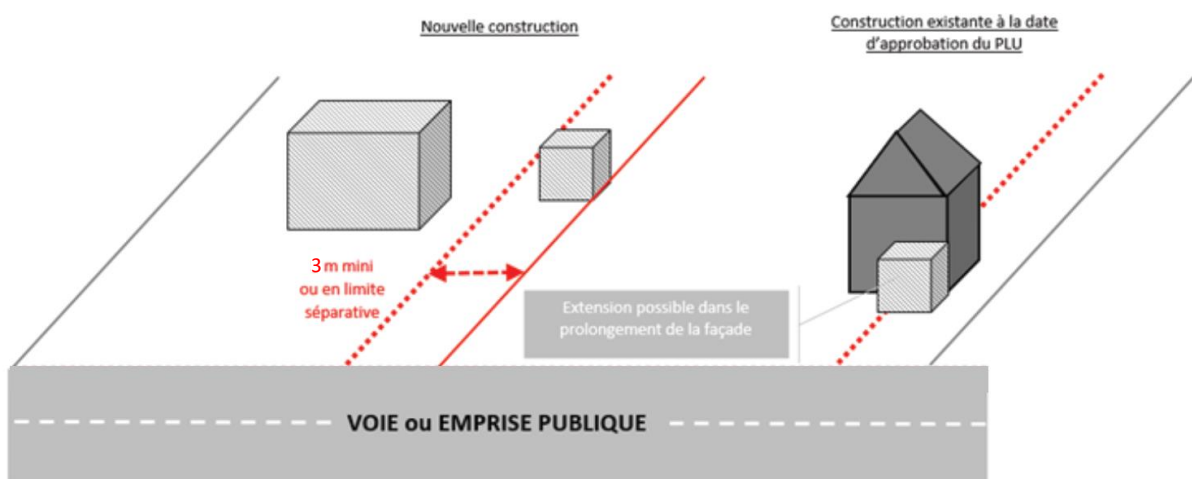 Nouvelle construction
Construction existante à la date
d'approbation du PLU
3 m mini
ou en limite
séparative
Extension possible dans le
prolongement de la façade
VOIE ou EMPRISE PUBLIQUE